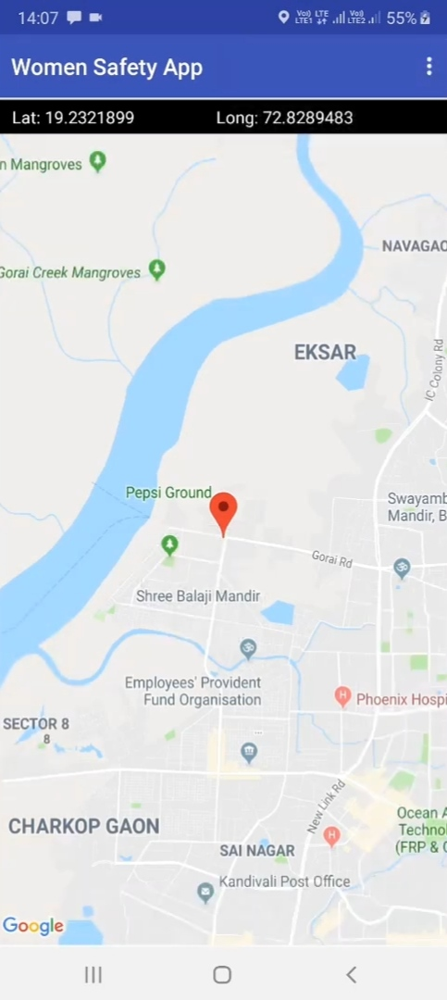 14:07
Vo) LTE
LTE1
Vo)
LTE2
55%
Women Safety App
Lat: 19.2321899
Long: 72.8289483
n Mangroves
Gorai Creek Mangroves
NAVAGAO
EKSAR
IC Colony Rd
Pepsi Ground
Swayamb
Mandir, B
Gorai Rd
Shree Balaji Mandir
Employees' Provident
Fund Organisation
Phoenix Hospi
SECTOR 8
8
New Link Rd
CHARKOP GAON
Ocean A
Technol
(FRP &
SAI NAGAR
Kandivali Post Office
H
H
Google